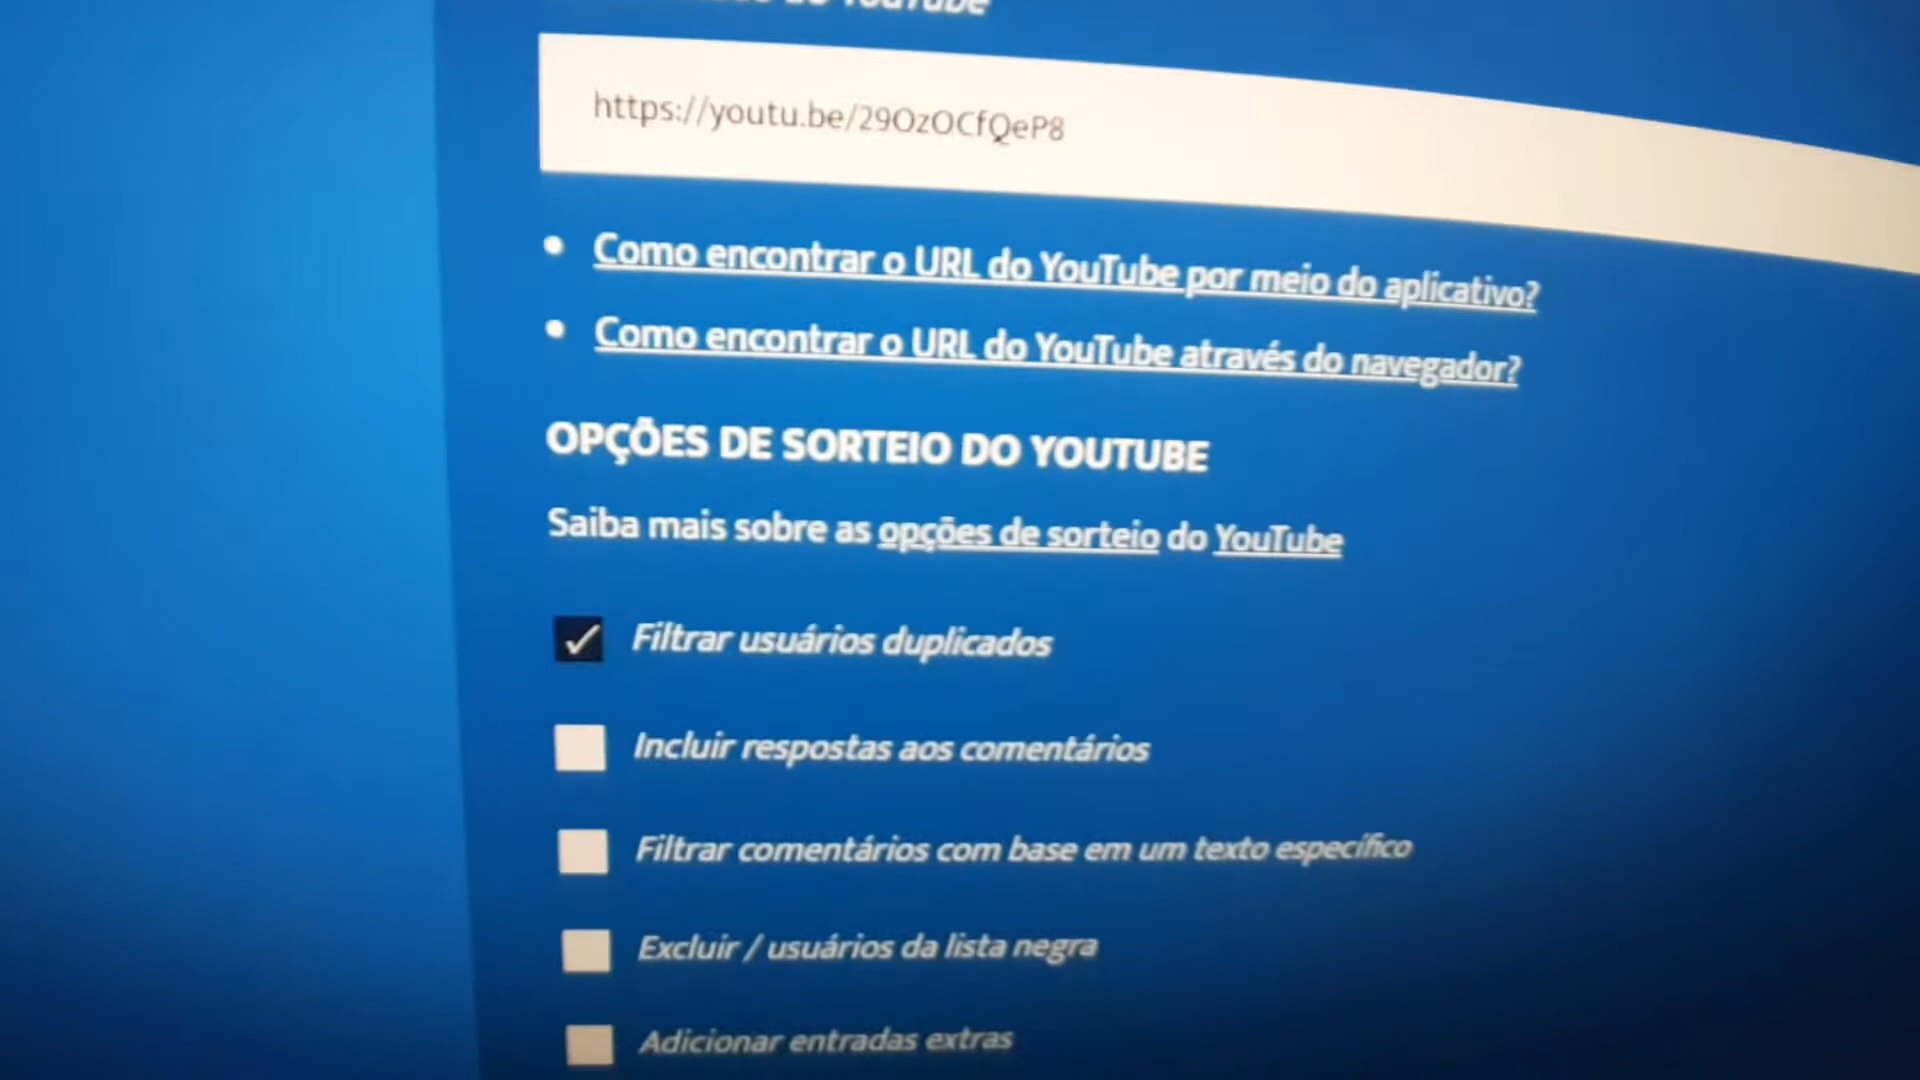 YouTube
https://youtu.be/29OzOCfQeP8
Como encontrar o URL do YouTube por meio do aplicativo?
Como encontrar o URL do YouTube através do navegador?
OPÇÕES DE SORTEIO DO YOUTUBE
Saiba mais sobre as opções de sorteio do YouTube
Filtrar usuários duplicados
Incluir respostas aos comentários
Filtrar comentários com base em um texto específico
Excluir / usuários da lista negra
Adicionar entradas extras